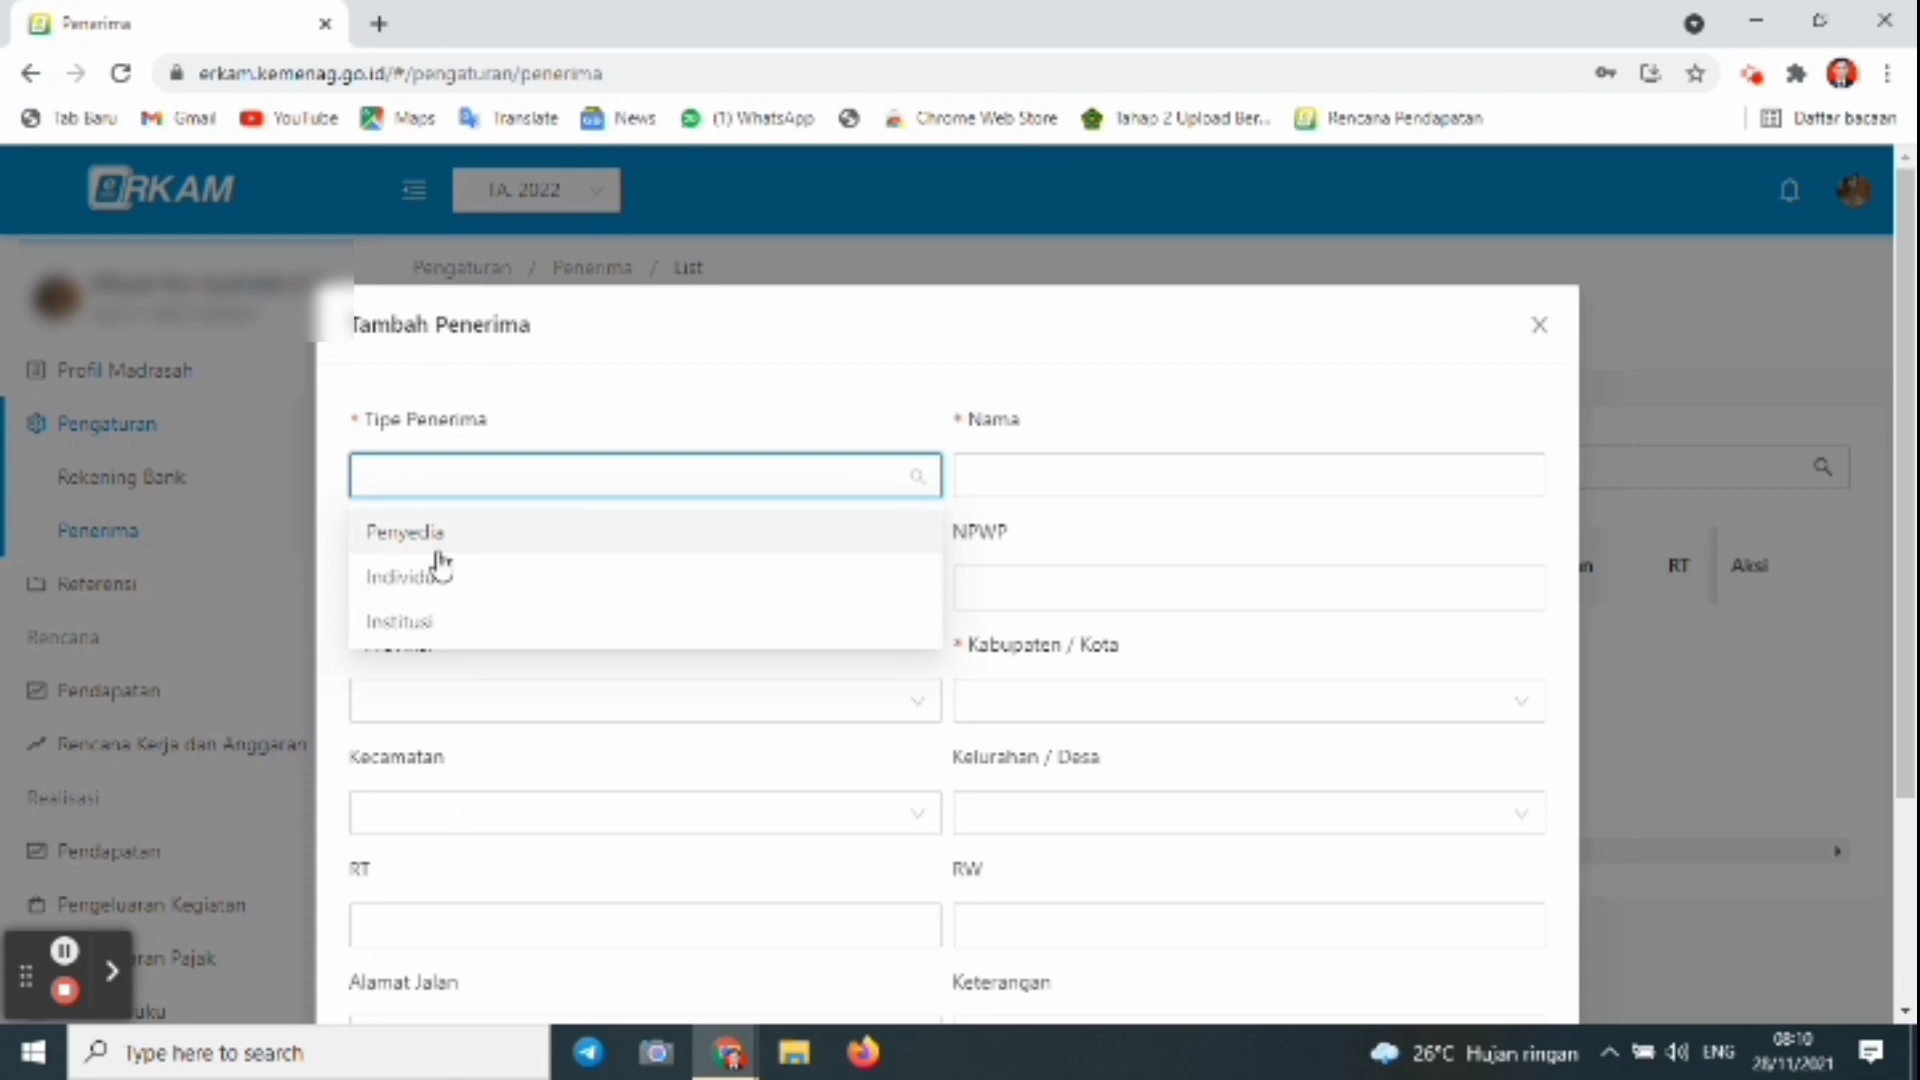 Penerima
erkam.kemenag.go.id/#/pengaturan/penerima
Tab Baru Gmail YouTube Maps Translate News (1) WhatsApp Chrome Web Store Tahap 2 Upload Ber... Rencana Pendapatan Daftar bacaan
eRKAM
TA. 2022
Pengaturan / Penerima / List
Tambah Penerima
Profil Madrasah
Pengaturan
Rekening Bank
Penerima
Referensi
Rencana
Pendapatan
Rencana Kerja dan Anggaran
Realisasi
Pendapatan
Pengeluaran Kegiatan
ran Pajak
uku
* Tipe Penerima
* Nama
Penyedia
Individu
Institusi
NPWP
* Kabupaten / Kota
Kecamatan
Kelurahan / Desa
RT
RW
Alamat Jalan
Keterangan
an RT Aksi
Type here to search
26°C Hujan ringan
ENG
08:10
28/11/2021